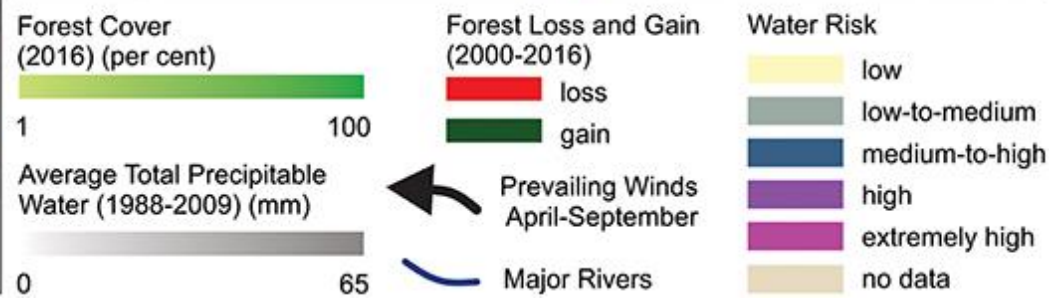 Forest Cover
(2016) (per cent)
1 100
Average Total Precipitable
Water (1988-2009) (mm)
0 65
Forest Loss and Gain
(2000-2016)
loss
gain
Prevailing Winds
April-September
Major Rivers
Water Risk
low
low-to-medium
medium-to-high
high
extremely high
no data